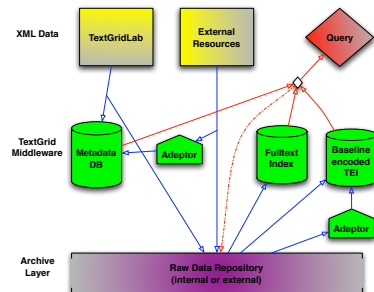 XML Data
TextGridLab
External
Resources
Query
TextGrid
Middleware
Metadata
DB
Adaptor
Fulltext
Index
Baseline
encoded
TEI
Adaptor
Archive
Layer
Raw Data Repository
(internal or external)